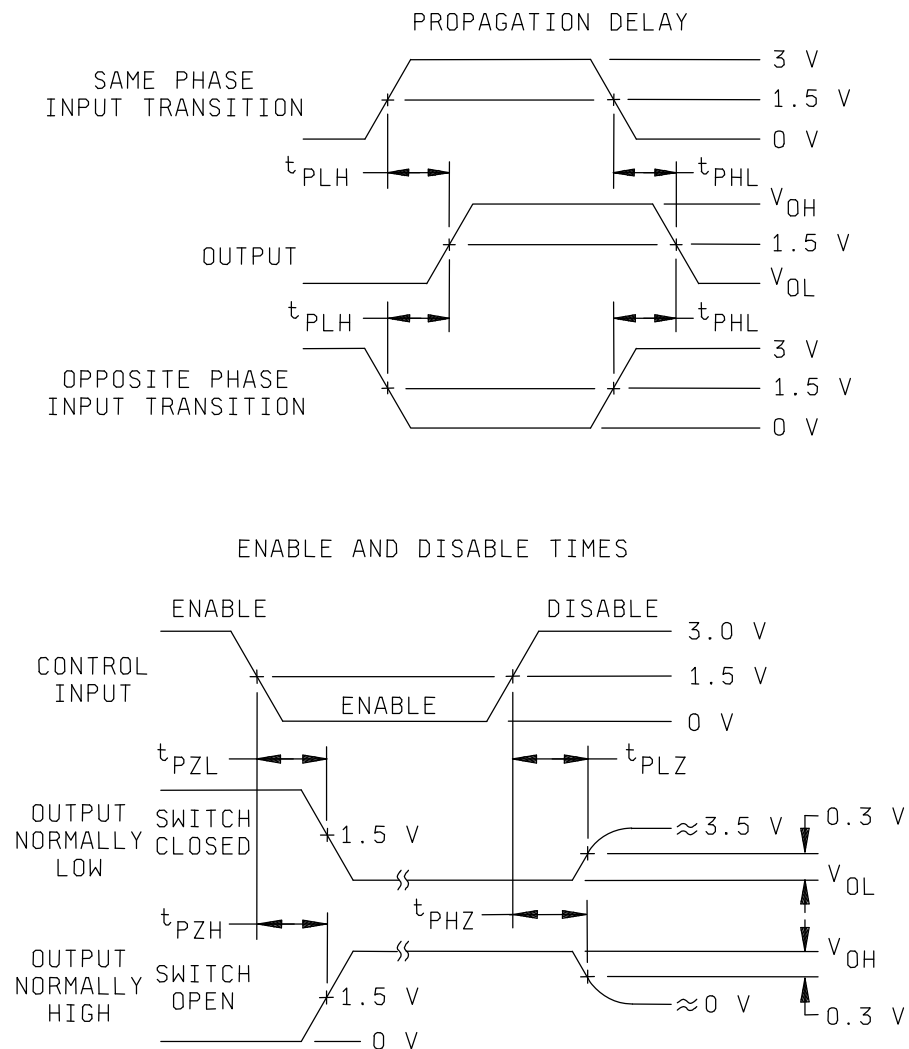 PROPAGATION DELAY
SAME PHASE
INPUT TRANSITION
3 V
1.5 V
0 V
tPLH
tPHL
VOH
OUTPUT
1.5 V
VOL
tPLH
tPHL
3 V
OPPOSITE PHASE
INPUT TRANSITION
1.5 V
0 V
ENABLE AND DISABLE TIMES
ENABLE
DISABLE
3.0 V
CONTROL
INPUT
1.5 V
ENABLE
0 V
tPZL
tPLZ
OUTPUT
NORMALLY
LOW
SWITCH
CLOSED
1.5 V
≈3.5 V
0.3 V
VOL
tPZH
tPHZ
VOH
OUTPUT
NORMALLY
HIGH
SWITCH
OPEN
1.5 V
≈0 V
0.3 V
0 V